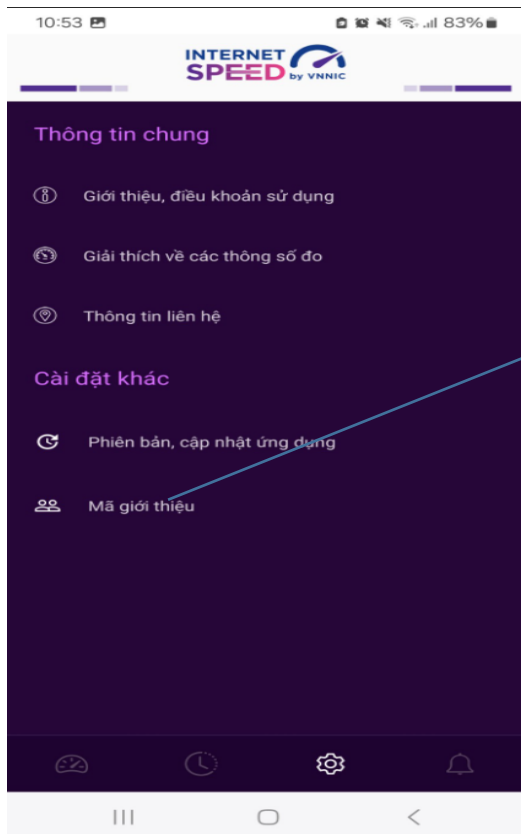 10:53
83%
INTERNET
SPEED by VNNIC
Thông tin chung
Giới thiệu, điều khoản sử dụng
Giải thích về các thông số đo
Thông tin liên hệ
Cài đặt khác
Phiên bản, cập nhật ứng dụng
Mã giới thiệu